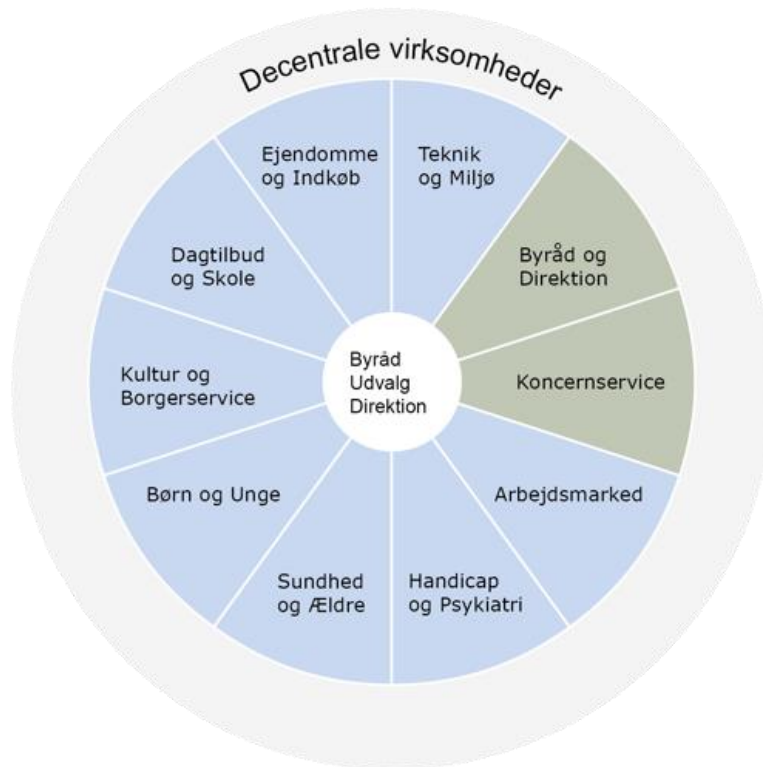 Decentrale virksomheder
Ejendomme
og Indkøb
Teknik
og Miljø
Dagtilbud
og Skole
Byråd og
Direktion
Kultur og
Borgerservice
Byråd
Udvalg
Direktion
Koncernservice
Børn og Unge
Arbejdsmarked
Sundhed
og Ældre
Handicap
og Psykiatri